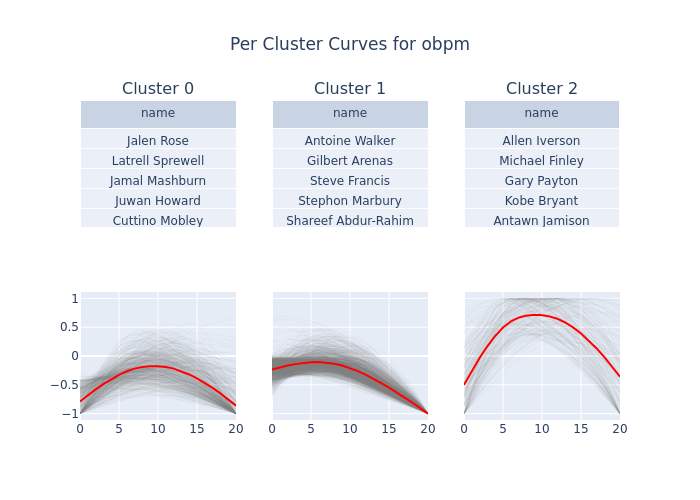 Per Cluster Curves for obpm
Cluster 0
name
Jalen Rose
Latrell Sprewell
Jamal Mashburn
Juwan Howard
Cuttino Mobley
Cluster 1
name
Antoine Walker
Gilbert Arenas
Steve Francis
Stephon Marbury
Shareef Abdur-Rahim
Cluster 2
name
Allen Iverson
Michael Finley
Gary Payton
Kobe Bryant
Antawn Jamison
1
0.5
0
−0.5
−1
0 5 10 15 20
0 5 10 15 20
0 5 10 15 20